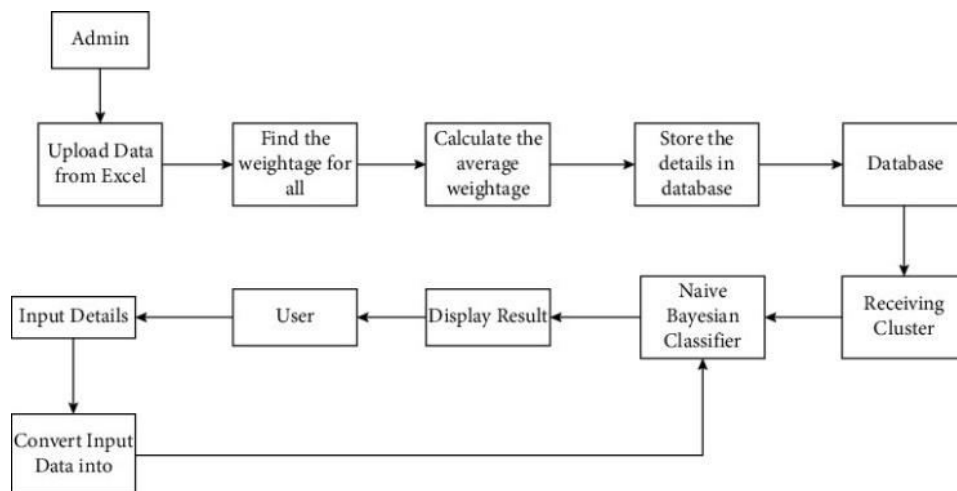 Admin
Upload Data
from Excel
Find the
weightage for
all
Calculate the
average
weightage
Store the
details in
database
Database
Input Details
User
Display Result
Naive
Bayesian
Classifier
Receiving
Cluster
Convert Input
Data into